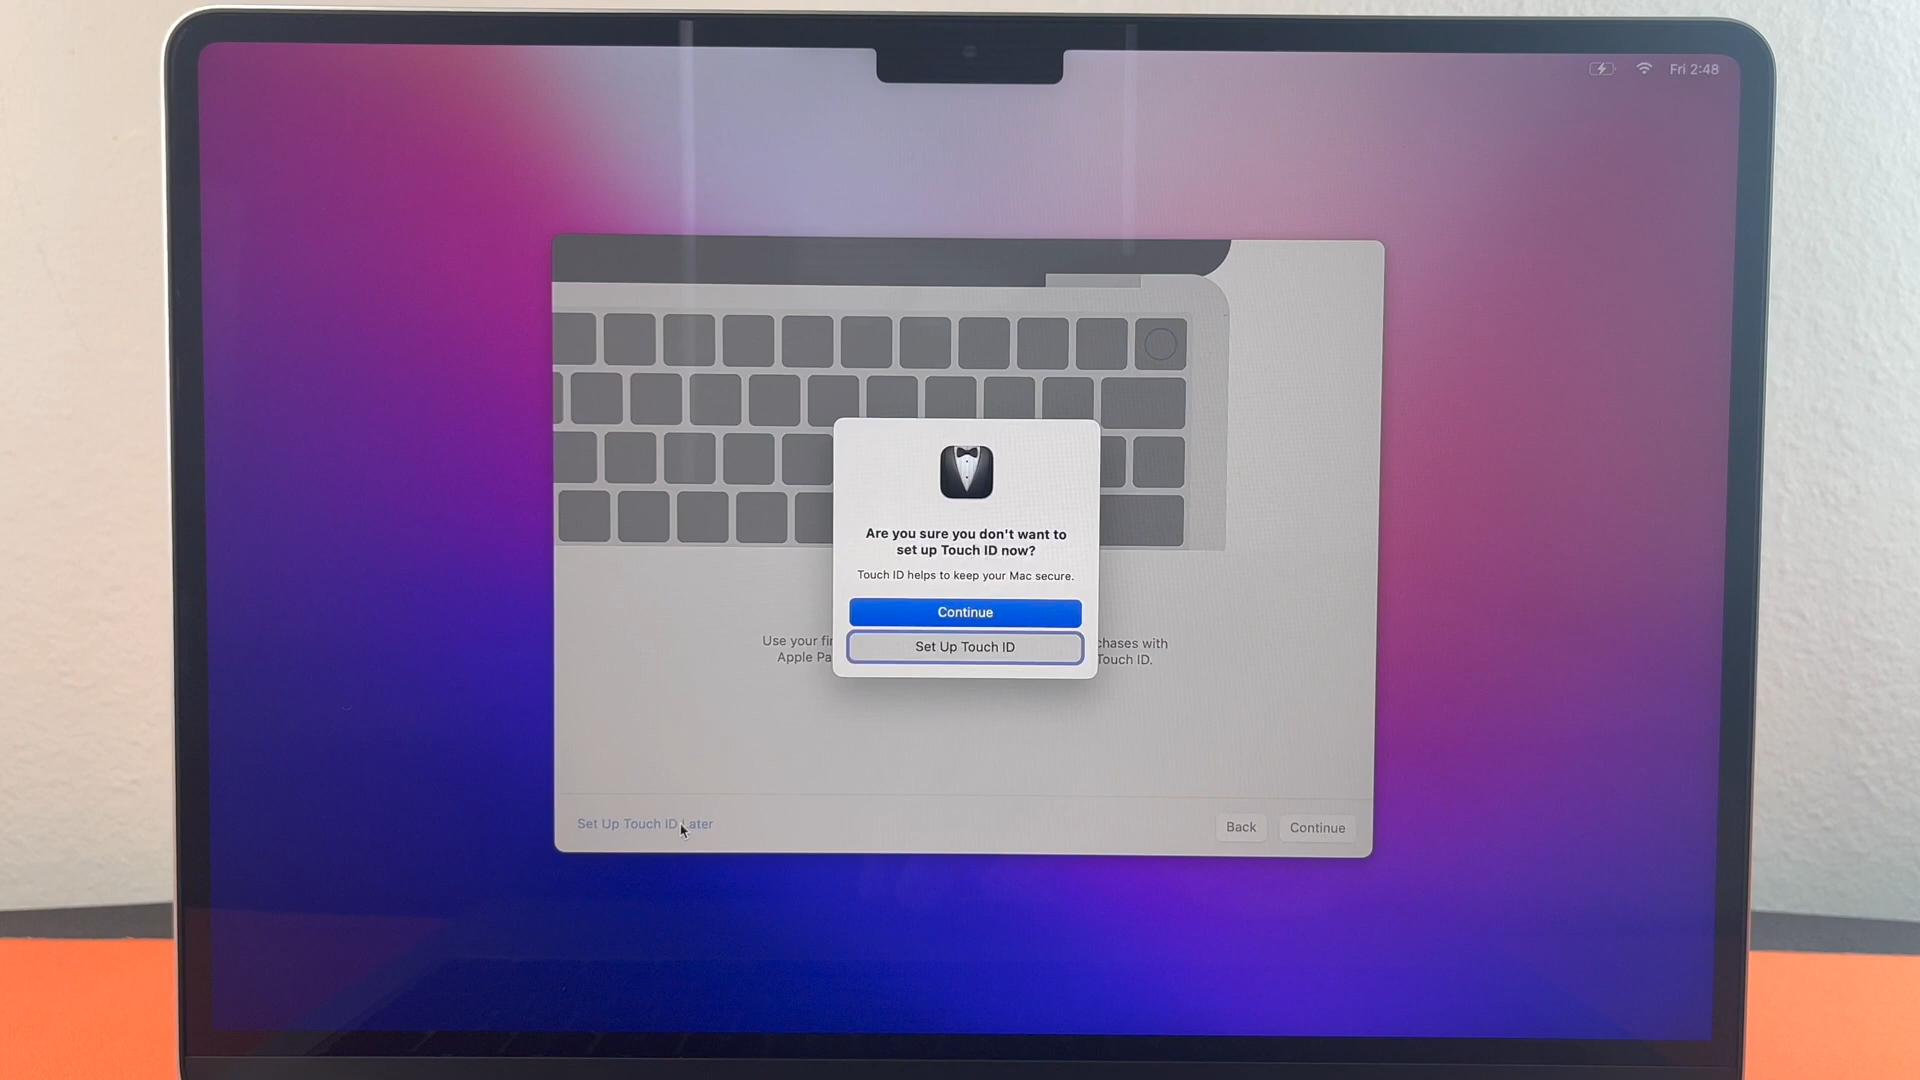 Fri 2:48
Are you sure you don't want to
set up Touch ID now?
Touch ID helps to keep your Mac secure.
Continue
Set Up Touch ID
Use your
chases with
Apple
Touch ID.
Set Up Touch ID Later
Back
Continue